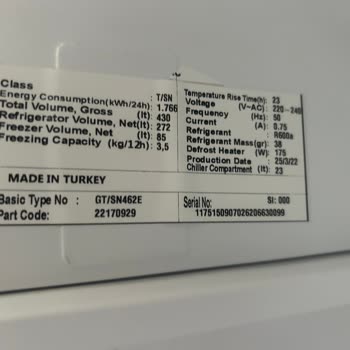 Class : T/SN
Energy Consumption(kWh/24h): 1.766
Total Volume, Gross (lt): 430
Refrigerator Volume, Net(lt): 272
Freezer Volume, Net (lt): 85
Freezing Capacity (kg/12h): 3,5
Temperature Rise Time(h): 23
Voltage (V-AC): 220-240
Frequency (Hz): 50
Current (A): 0.75
Refrigerant : R600a
Refrigerant Mass(gr): 38
Defrost Heater (W): 175
Production Date : 25/3/22
Chiller Compartment (lt): 23
MADE IN TURKEY
Basic Type No : GT/SN462E
Part Code: 22170929
Serial No: SI: 000
1175150907026206630099